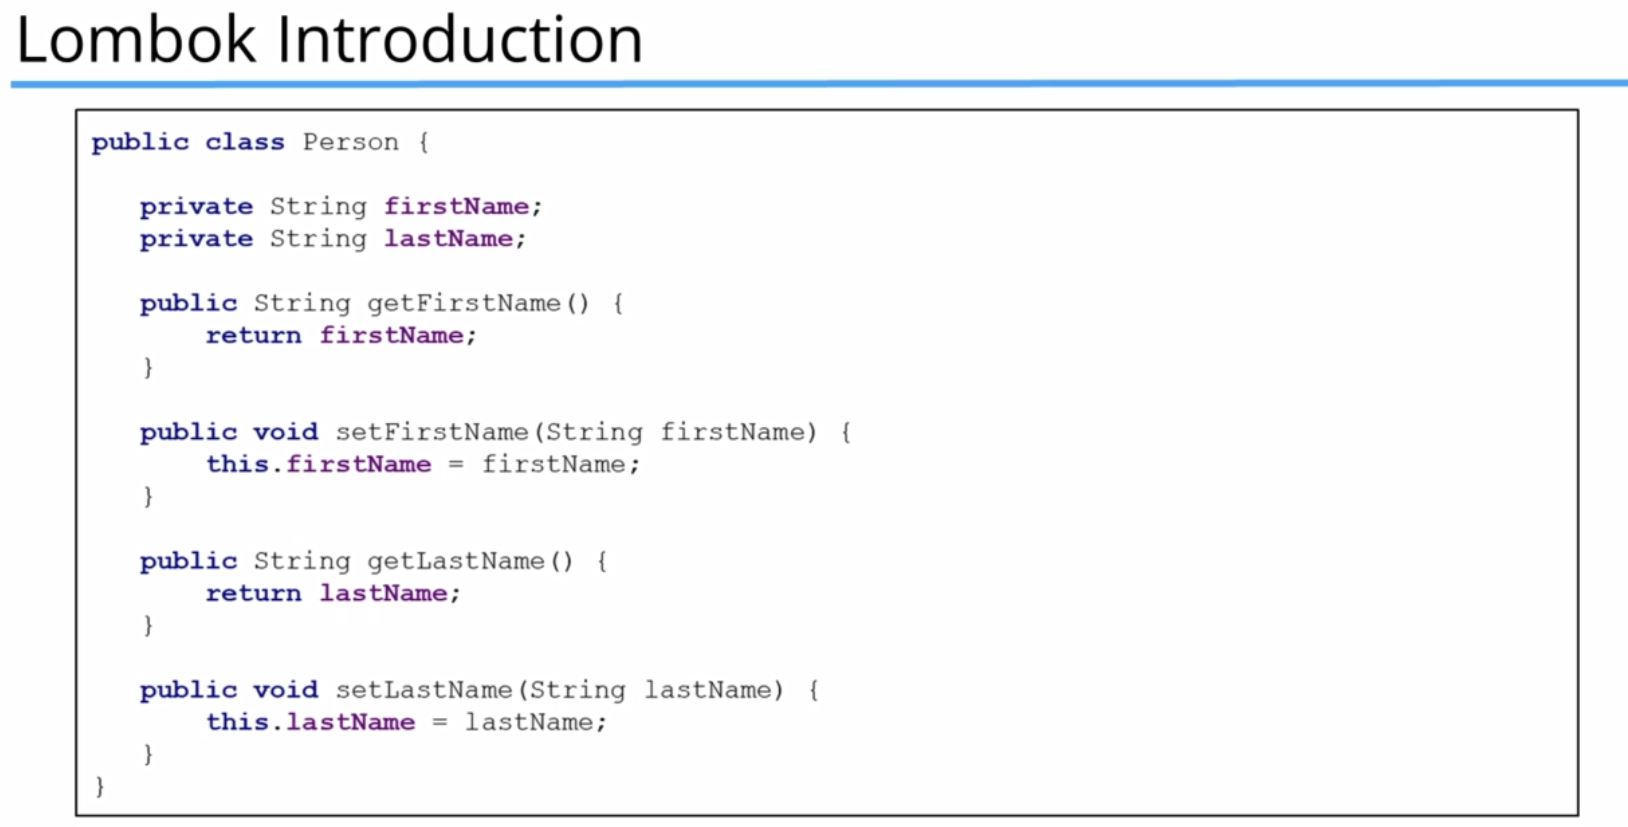 Lombok Introduction
public class Person {
private String firstName;
private String lastName;
public String getFirstName() {
return firstName;
}
public void setFirstName(String firstName) {
this.firstName = firstName;
}
public String getLastName() {
return lastName;
}
public void setLastName(String lastName) {
this.lastName = lastName;
}
}